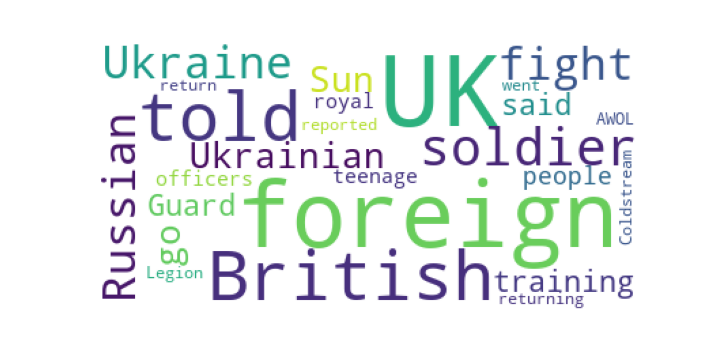 Ukraine
UK
fight
Sun
return
went
told
royal
said
reported
AWOL
soldier
Ukrainian
Russian
officers
teenage
people
Coldstream
foreign
Guard
go
British
Legion
training
returning